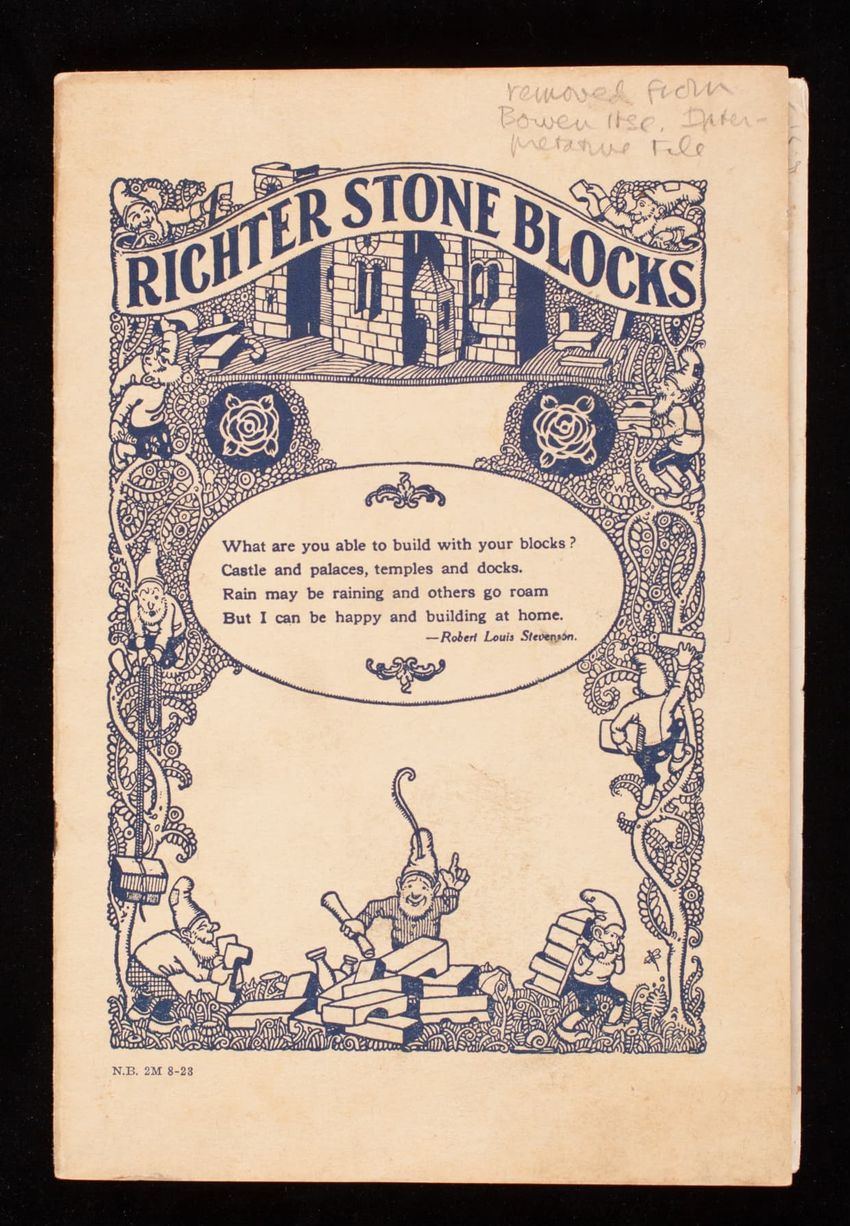 removed from
Bowen Hse. Inter-
pretative File
RICHTER STONE BLOCKS
What are you able to build with your blocks?
Castle and palaces, temples and docks.
Rain may be raining and others go roam
But I can be happy and building at home.
—Robert Louis Stevenson.
N.B. 2M 8-23